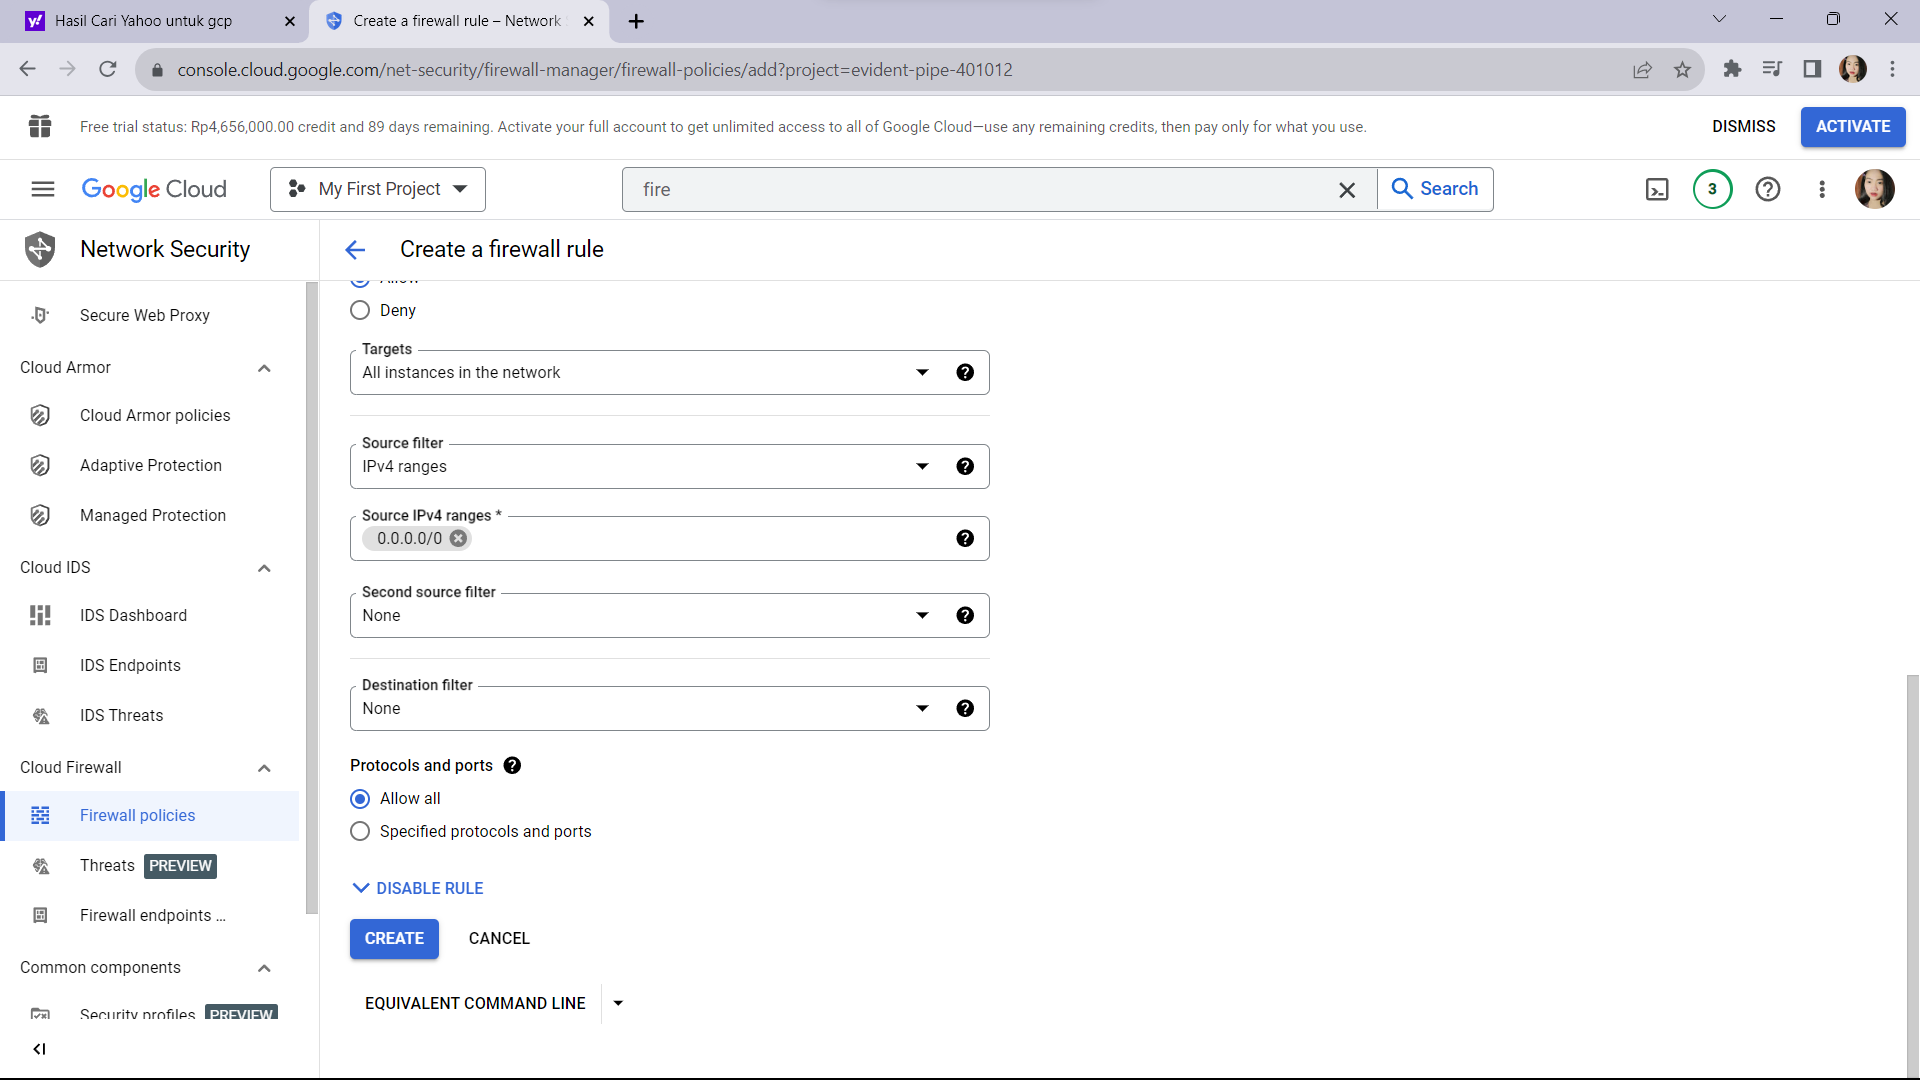 Hasil Cari Yahoo untuk gcp
Create a firewall rule – Network
console.cloud.google.com/net-security/firewall-manager/firewall-policies/add?project=evident-pipe-401012
Free trial status: Rp4,656,000.00 credit and 89 days remaining. Activate your full account to get unlimited access to all of Google Cloud—use any remaining credits, then pay only for what you use.
DISMISS
ACTIVATE
Google Cloud
My First Project
fire
Search
3
Network Security
Create a firewall rule
Secure Web Proxy
Cloud Armor
Cloud Armor policies
Adaptive Protection
Managed Protection
Cloud IDS
IDS Dashboard
IDS Endpoints
IDS Threats
Cloud Firewall
Firewall policies
Threats PREVIEW
Firewall endpoints ...
Common components
Security profiles PREVIEW
Allow
Deny
Targets
All instances in the network
Source filter
IPv4 ranges
Source IPv4 ranges *
0.0.0.0/0
Second source filter
None
Destination filter
None
Protocols and ports
Allow all
Specified protocols and ports
DISABLE RULE
CREATE
CANCEL
EQUIVALENT COMMAND LINE